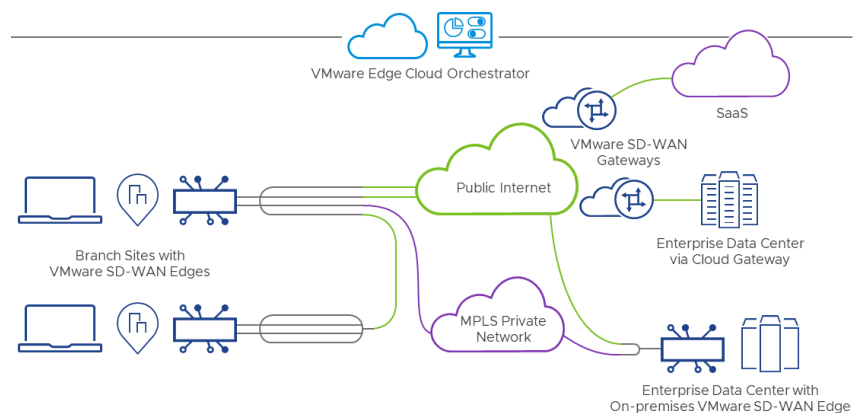 VMware Edge Cloud Orchestrator
SaaS
VMware SD-WAN
Gateways
Public Internet
Branch Sites with
VMware SD-WAN Edges
Enterprise Data Center
via Cloud Gateway
MPLS Private
Network
Enterprise Data Center with
On-premises VMware SD-WAN Edge